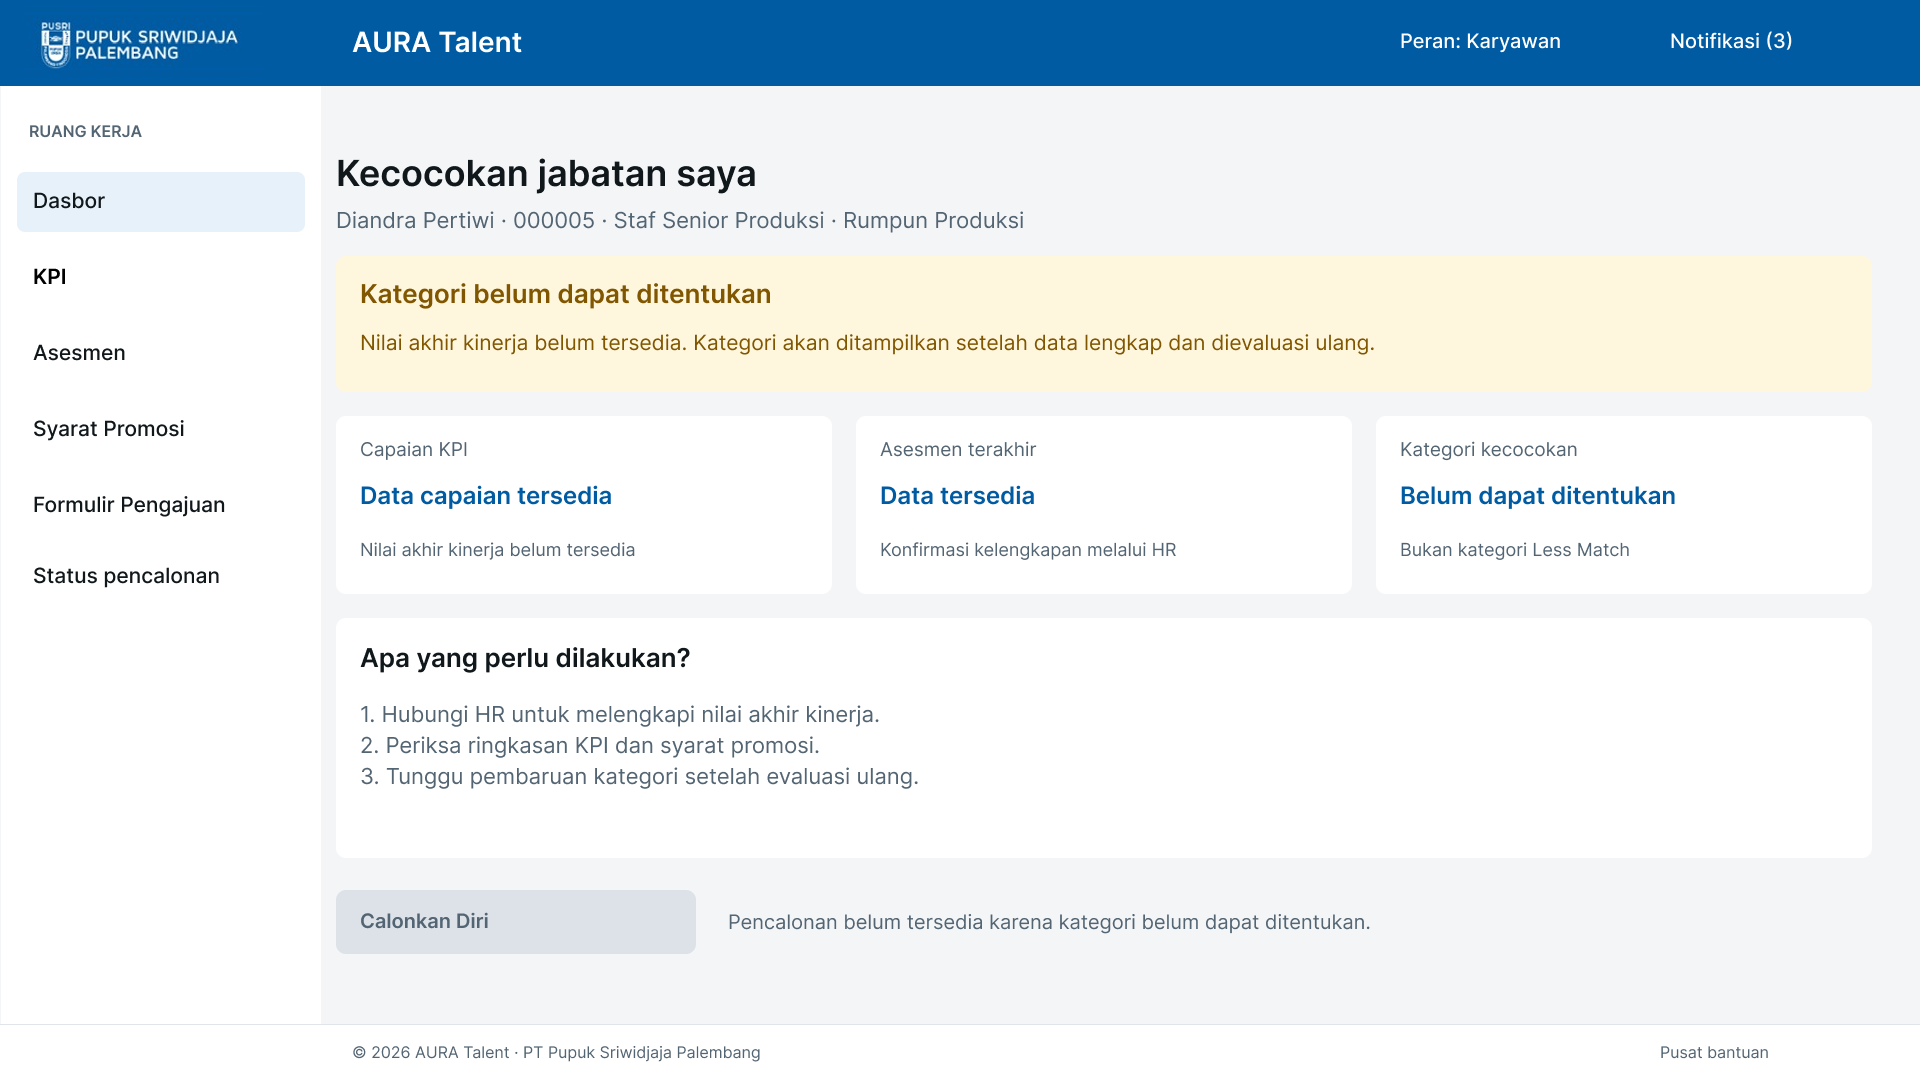 PUSRI
PUPUK SRIWIDJAJA
PALEMBANG
AURA Talent
Peran: Karyawan
Notifikasi (3)
RUANG KERJA
Dasbor
KPI
Asesmen
Syarat Promosi
Formulir Pengajuan
Status pencalonan
Kecocokan jabatan saya
Diandra Pertiwi · 000005 · Staf Senior Produksi · Rumpun Produksi
Kategori belum dapat ditentukan
Nilai akhir kinerja belum tersedia. Kategori akan ditampilkan setelah data lengkap dan dievaluasi ulang.
Capaian KPI
Data capaian tersedia
Nilai akhir kinerja belum tersedia
Asesmen terakhir
Data tersedia
Konfirmasi kelengkapan melalui HR
Kategori kecocokan
Belum dapat ditentukan
Bukan kategori Less Match
Apa yang perlu dilakukan?
1. Hubungi HR untuk melengkapi nilai akhir kinerja.
2. Periksa ringkasan KPI dan syarat promosi.
3. Tunggu pembaruan kategori setelah evaluasi ulang.
Calonkan Diri
Pencalonan belum tersedia karena kategori belum dapat ditentukan.
© 2026 AURA Talent · PT Pupuk Sriwidjaja Palembang
Pusat bantuan